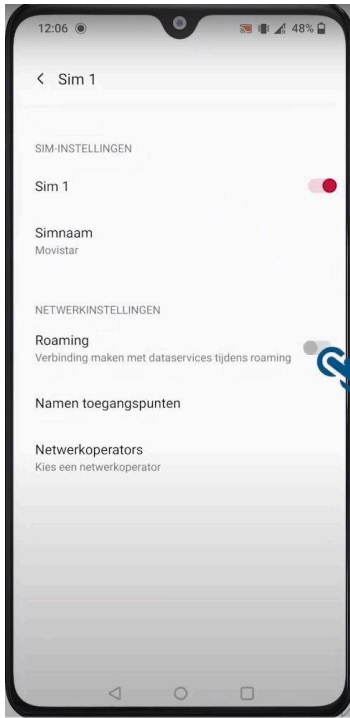 12:06
48%
Sim 1
SIM-INSTELLINGEN
Sim 1
Simnaam
Movistar
NETWERKINSTELLINGEN
Roaming
Verbinding maken met dataservices tijdens roaming
Namen toegangspunten
Netwerkoperators
Kies een netwerkoperator